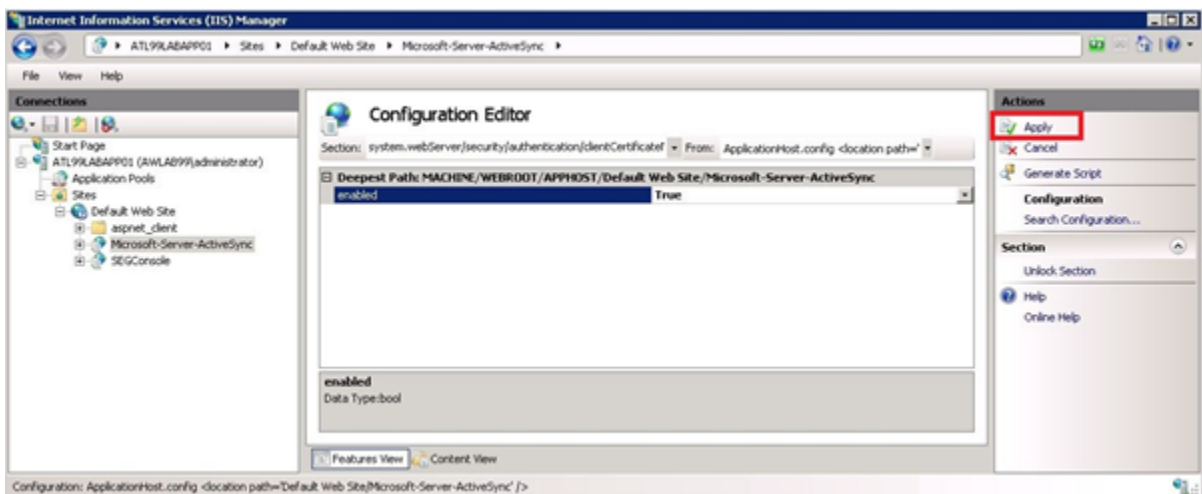 Internet Information Services (IIS) Manager
ATL99LABAPP01 Sites Default Web Site Microsoft-Server-ActiveSync
File View Help
Connections
Start Page
ATL99LABAPP01 (AWLAB99\administrator)
Application Pools
Sites
Default Web Site
aspnet_client
Microsoft-Server-ActiveSync
SEGConsole
Configuration Editor
Section: system.webServer/security/authentication/clientCertificateM From: ApplicationHost.config <location path='
Deepest Path: MACHINE/WEBROOT/APPHOST/Default Web Site/Microsoft-Server-ActiveSync
enabled True
enabled
Data Type:bool
Features View Content View
Actions
Apply
Cancel
Generate Script
Configuration
Search Configuration...
Section
Unlock Section
Help
Online Help
Configuration: ApplicationHost.config <location path='Default Web Site/Microsoft-Server-ActiveSync' />